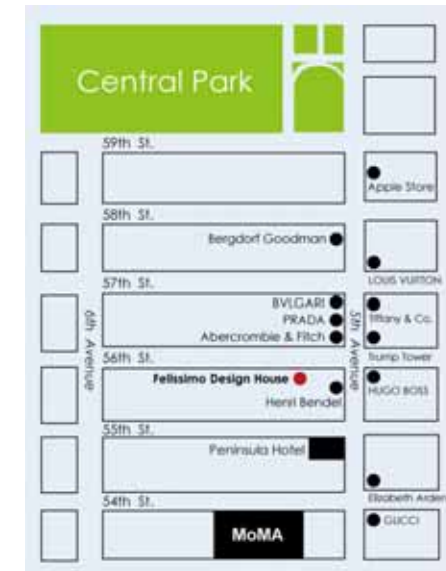 Central Park
59th St.
Apple Store
58th St.
Bergdorf Goodman
LOUIS VUITTON
57th St.
BVLGARI
PRADA
Abercrombie & Fitch
Tiffany & Co.
6th Avenue
5th Avenue
Trump Tower
56th St.
Felissimo Design House
Henri Bendel
HUGO BOSS
55th St.
Peninsula Hotel
Elizabeth Arden
54th St.
GUCCI
MoMA